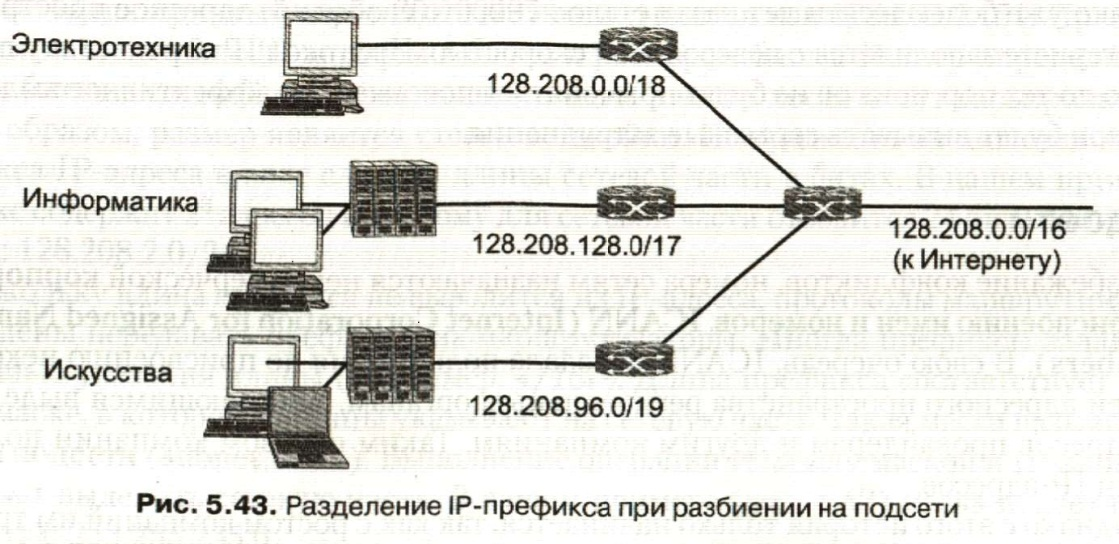 Электротехника
128.208.0.0/18
Информатика
128.208.128.0/17
128.208.0.0/16
(к Интернету)
Искусства
128.208.96.0/19
Рис. 5.43. Разделение IP-префикса при разбиении на подсети